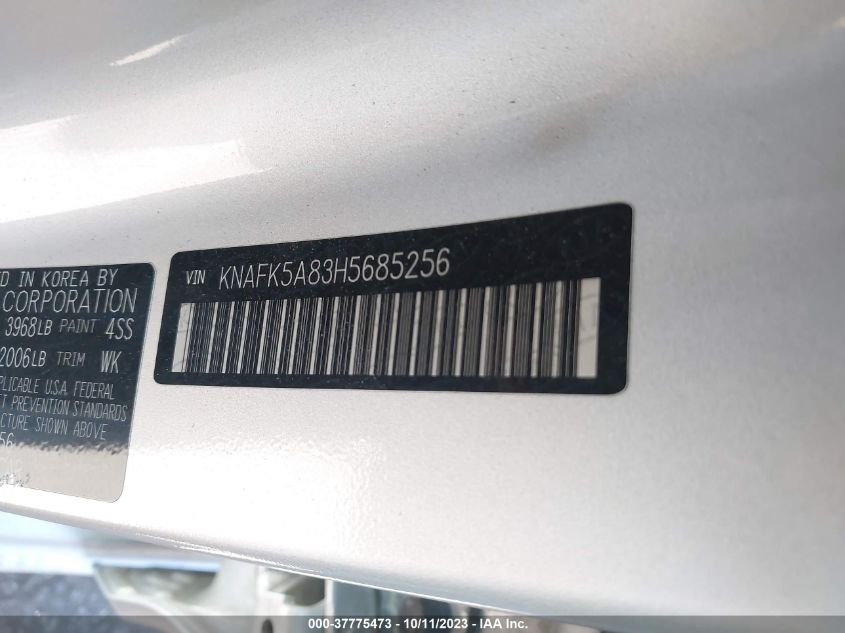 VIN KNAFK5A83H5685256
D IN KOREA BY
CORPORATION
3968LB PAINT 4SS
2006LB TRIM WK
PLICABLE U.S.A. FEDERAL
T PREVENTION STANDARDS
CTURE SHOWN ABOVE
56
000-37775473 - 10/11/2023 - IAA Inc.